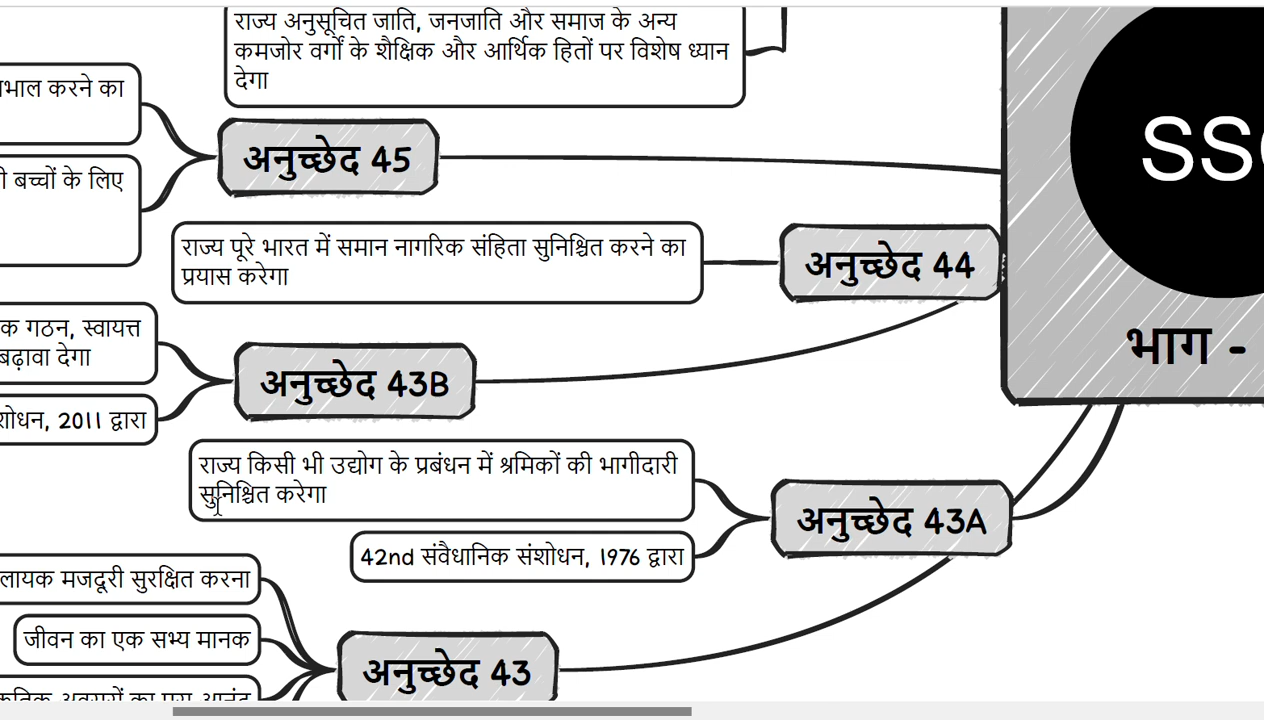 राज्य अनुसूचित जाति, जनजाति और समाज के अन्य
कमजोर वर्गों के शैक्षिक और आर्थिक हितों पर विशेष ध्यान
देगा
करने का
अनुच्छेद 45
बच्चों के लिए
SS
राज्य पूरे भारत में समान नागरिक संहिता सुनिश्चित करने का
प्रयास करेगा
अनुच्छेद 44
गठन, स्वायत्त
बढ़ावा देगा
भाग -
अनुच्छेद 43B
2011 द्वारा
राज्य किसी भी उद्योग के प्रबंधन में श्रमिकों की भागीदारी
सुनिश्चित करेगा
अनुच्छेद 43A
42nd संवैधानिक संशोधन, 1976 द्वारा
लायक मजदूरी सुरक्षित करना
जीवन का एक सभ्य मानक
अनुच्छेद 43